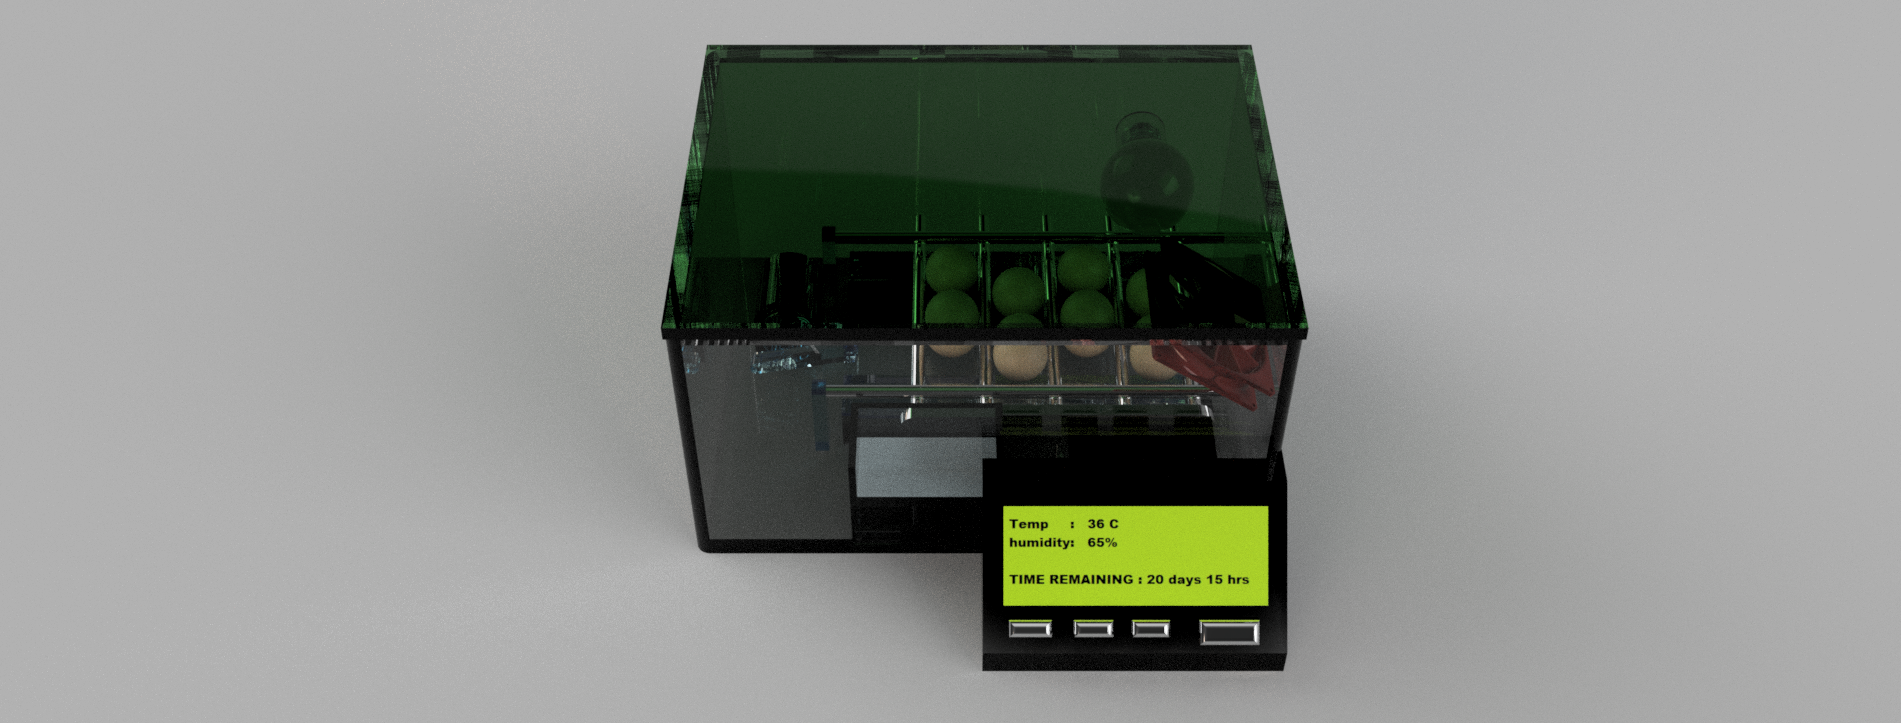 Temp : 36 C
humidity: 65%
TIME REMAINING : 20 days 15 hrs